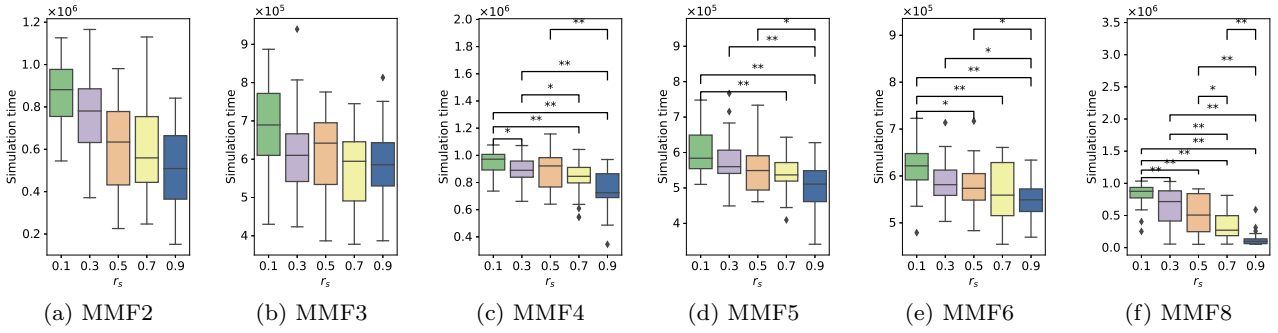 ×10⁶
1.2
1.0
0.8
0.6
0.4
0.2
Simulation time
0.1 0.3 0.5 0.7 0.9
rₛ
(a) MMF2
×10⁵
9
8
7
6
5
4
Simulation time
0.1 0.3 0.5 0.7 0.9
rₛ
(b) MMF3
×10⁶
2.0
1.8
1.6
1.4
1.2
1.0
0.8
0.6
0.4
Simulation time
**
**
*
**
**
*
0.1 0.3 0.5 0.7 0.9
rₛ
(c) MMF4
×10⁵
9
8
7
6
5
4
Simulation time
*
**
**
**
0.1 0.3 0.5 0.7 0.9
rₛ
(d) MMF5
×10⁵
9
8
7
6
5
Simulation time
*
*
**
**
*
0.1 0.3 0.5 0.7 0.9
rₛ
(e) MMF6
×10⁶
3.5
3.0
2.5
2.0
1.5
1.0
0.5
0.0
Simulation time
**
**
*
**
**
**
**
**
**
0.1 0.3 0.5 0.7 0.9
rₛ
(f) MMF8